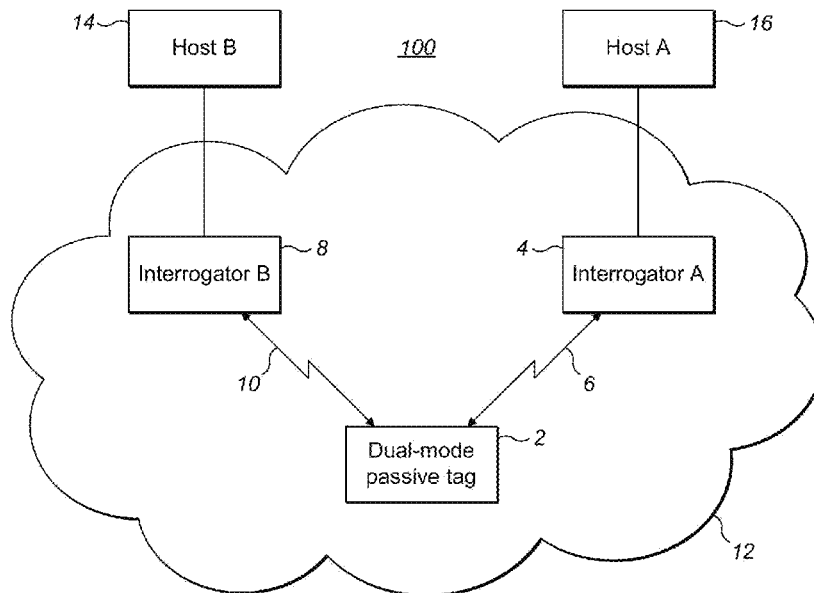 14
Host B
100
Host A
16
Interrogator B
8
4
Interrogator A
10
6
Dual-mode
passive tag
2
12